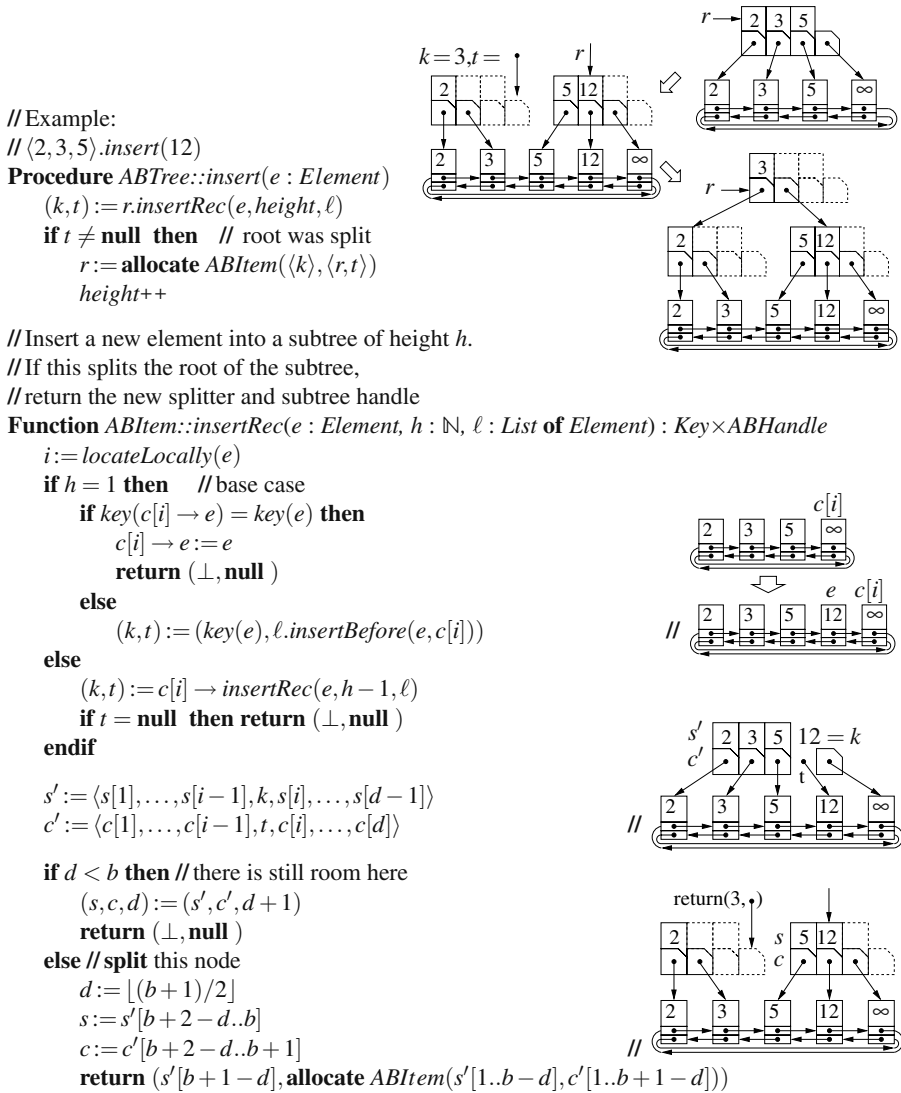 // Example:
// ⟨2,3,5⟩.insert(12)
Procedure ABTree::insert(e : Element)
(k,t) := r.insertRec(e,height,ℓ)
if t ≠ null then // root was split
r := allocate ABItem(⟨k⟩,⟨r,t⟩)
height++
r
2 3 5
2 3 5 ∞
k=3,t=
r
2 5 12
2 3 5 12 ∞
r
3
2 5 12
2 3 5 12 ∞
// Insert a new element into a subtree of height h.
// If this splits the root of the subtree,
// return the new splitter and subtree handle
Function ABItem::insertRec(e : Element, h : ℕ, ℓ : List of Element) : Key×ABHandle
i := locateLocally(e)
if h = 1 then // base case
if key(c[i] → e) = key(e) then
c[i] → e := e
return (⊥,null )
else
(k,t) := (key(e),ℓ.insertBefore(e,c[i]))
c[i]
2 3 5 ∞
e c[i]
// 2 3 5 12 ∞
else
(k,t) := c[i] → insertRec(e,h−1,ℓ)
if t = null then return (⊥,null )
endif
s′ := ⟨s[1],...,s[i−1],k,s[i],...,s[d−1]⟩
c′ := ⟨c[1],...,c[i−1],t,c[i],...,c[d]⟩
s′ 2 3 5 12 = k
c′ t
2 3 5 12 ∞
//
if d < b then // there is still room here
(s,c,d) := (s′,c′,d+1)
return (⊥,null )
else // split this node
d := ⌊(b+1)/2⌋
s := s′[b+2−d..b]
c := c′[b+2−d..b+1]
return (s′[b+1−d],allocate ABItem(s′[1..b−d],c′[1..b+1−d]))
return(3, )
2 s 5 12
c
2 3 5 12 ∞
//